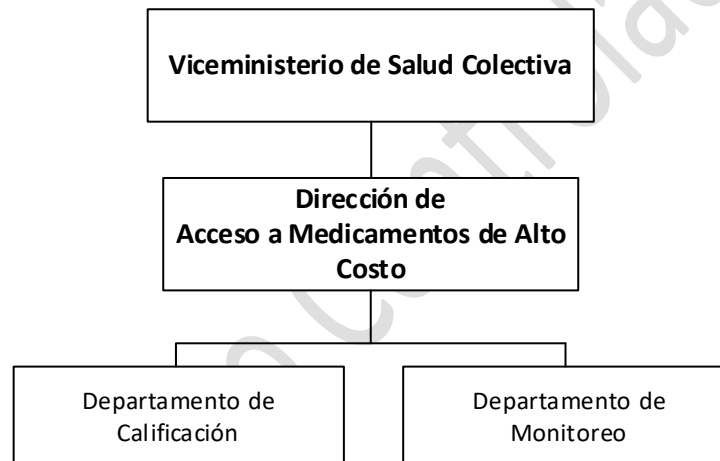 Viceministerio de Salud Colectiva
Dirección de
Acceso a Medicamentos de Alto
Costo
Departamento de
Calificación
Departamento de
Monitoreo